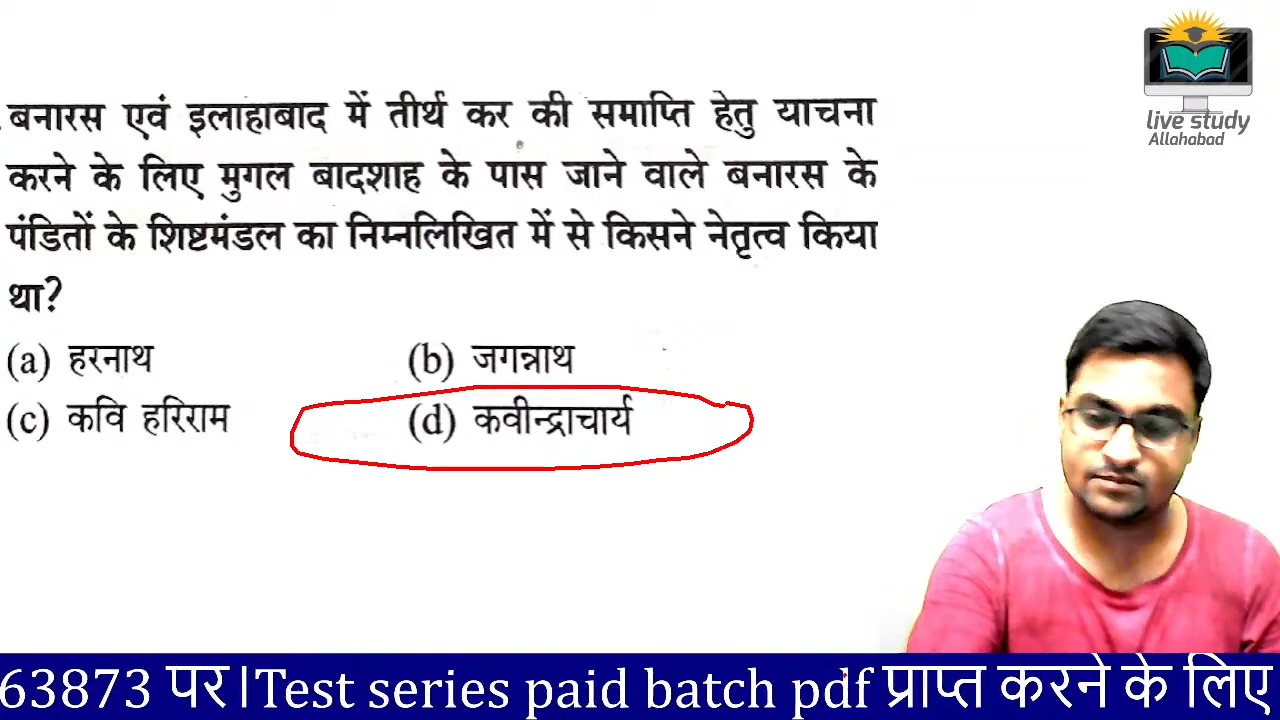 live study
Allahabad
बनारस एवं इलाहाबाद में तीर्थ कर की समाप्ति हेतु याचना
करने के लिए मुगल बादशाह के पास जाने वाले बनारस के
पंडितों के शिष्टमंडल का निम्नलिखित में से किसने नेतृत्व किया
था?
(a) हरनाथ (b) जगन्नाथ
(c) कवि हरिराम (d) कवीन्द्राचार्य
63873 पर।Test series paid batch pdf प्राप्त करने के लिए